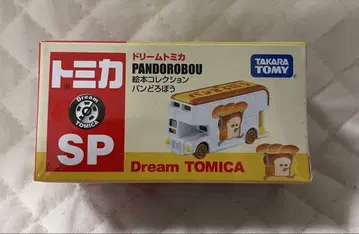 トミカ
Dream
TOMICA
SP
ドリームトミカ
PANDOROBOU
絵本コレクション
パンどろぼう
TAKARA
TOMY
Dream TOMICA